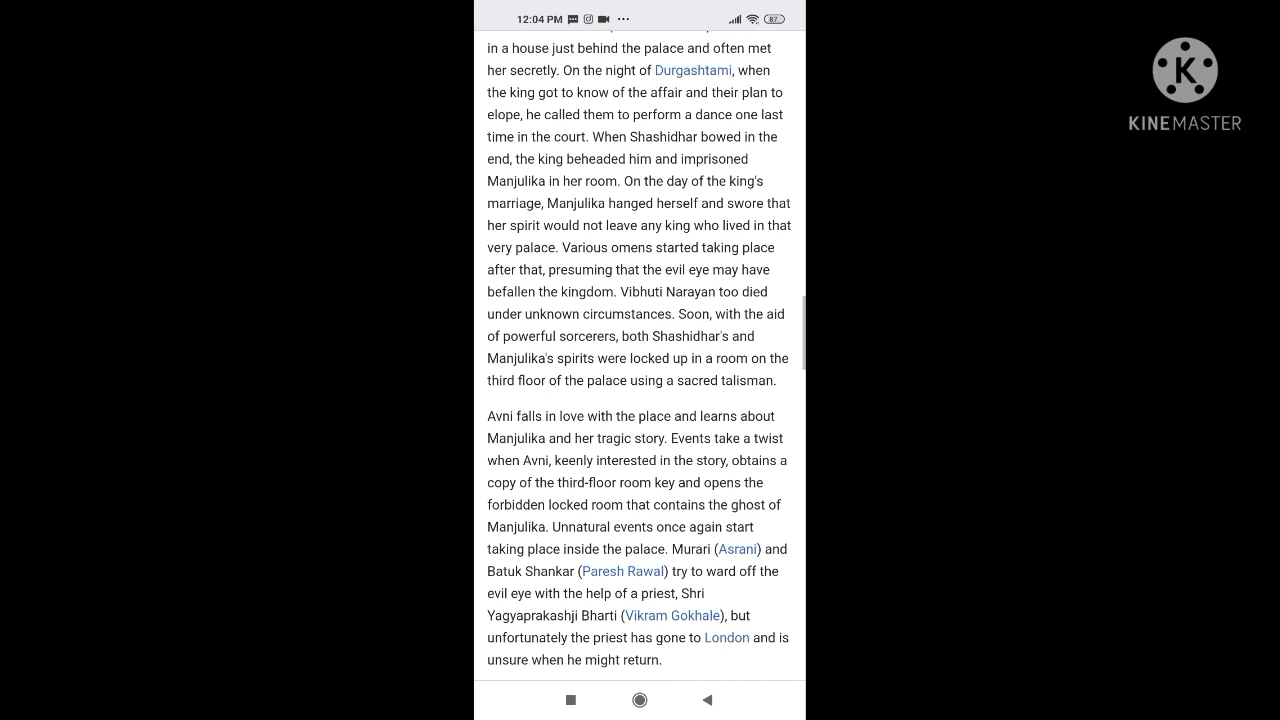 12:04 PM
87
in a house just behind the palace and often met
her secretly. On the night of Durgashtami, when
the king got to know of the affair and their plan to
elope, he called them to perform a dance one last
time in the court. When Shashidhar bowed in the
end, the king beheaded him and imprisoned
Manjulika in her room. On the day of the king's
marriage, Manjulika hanged herself and swore that
her spirit would not leave any king who lived in that
very palace. Various omens started taking place
after that, presuming that the evil eye may have
befallen the kingdom. Vibhuti Narayan too died
under unknown circumstances. Soon, with the aid
of powerful sorcerers, both Shashidhar's and
Manjulika's spirits were locked up in a room on the
third floor of the palace using a sacred talisman.
Avni falls in love with the place and learns about
Manjulika and her tragic story. Events take a twist
when Avni, keenly interested in the story, obtains a
copy of the third-floor room key and opens the
forbidden locked room that contains the ghost of
Manjulika. Unnatural events once again start
taking place inside the palace. Murari (Asrani) and
Batuk Shankar (Paresh Rawal) try to ward off the
evil eye with the help of a priest, Shri
Yagyaprakashji Bharti (Vikram Gokhale), but
unfortunately the priest has gone to London and is
unsure when he might return.
K
KINEMASTER